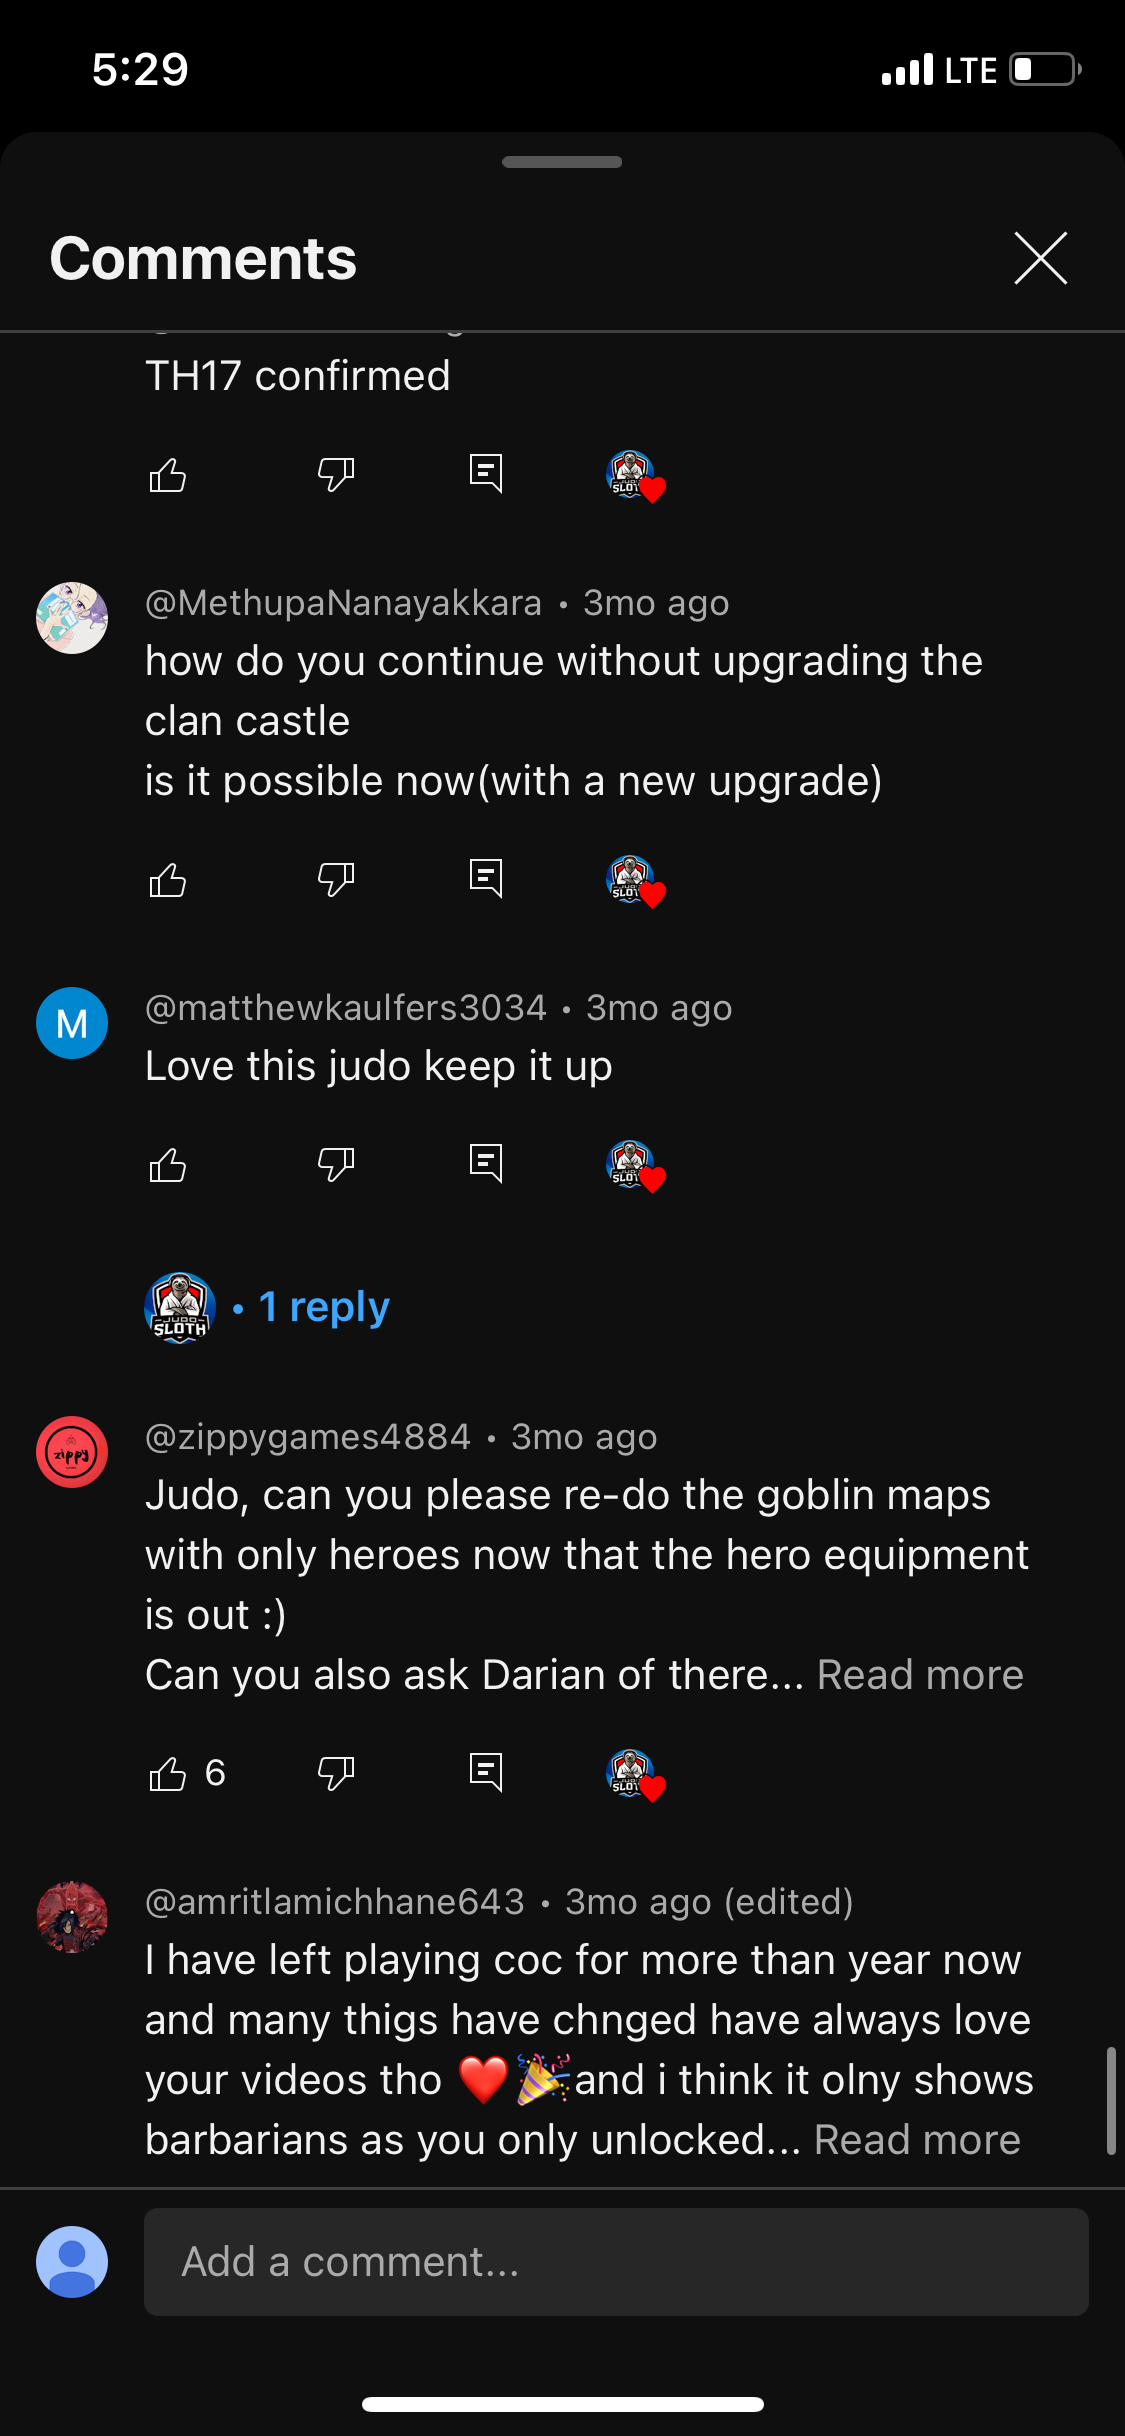 5:29
LTE
Comments
TH17 confirmed
@MethupaNanayakkara • 3mo ago
how do you continue without upgrading the
clan castle
is it possible now(with a new upgrade)
M
@matthewkaulfers3034 • 3mo ago
Love this judo keep it up
JUDO
SLOTH
• 1 reply
zippy
@zippygames4884 • 3mo ago
Judo, can you please re-do the goblin maps
with only heroes now that the hero equipment
is out :)
Can you also ask Darian of there... Read more
6
@amritlamichhane643 • 3mo ago (edited)
I have left playing coc for more than year now
and many thigs have chnged have always love
your videos tho ❤️🎉and i think it olny shows
barbarians as you only unlocked... Read more
Add a comment...